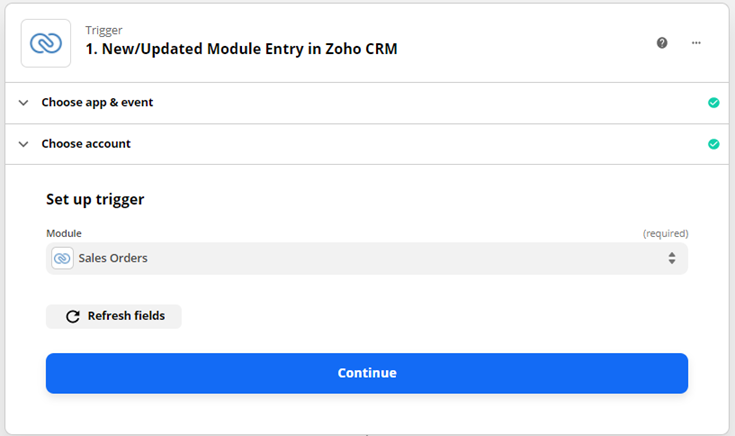 Trigger
1. New/Updated Module Entry in Zoho CRM
Choose app & event
Choose account
Set up trigger
Module (required)
Sales Orders
Refresh fields
Continue